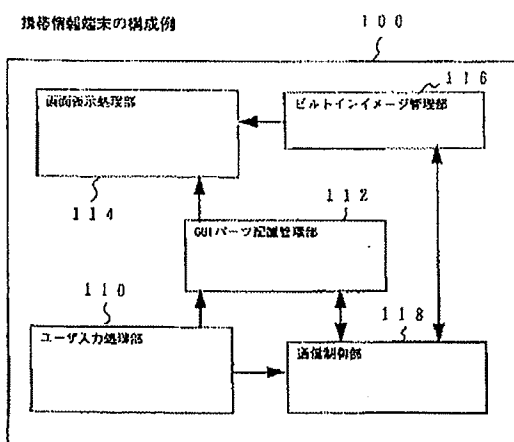 携帯情報端末の構成例
100
116
画面表示処理部
ビルトインイメージ管理部
114
112
GUIパーツ配置管理部
110
118
ユーザ入力処理部
通信制御部